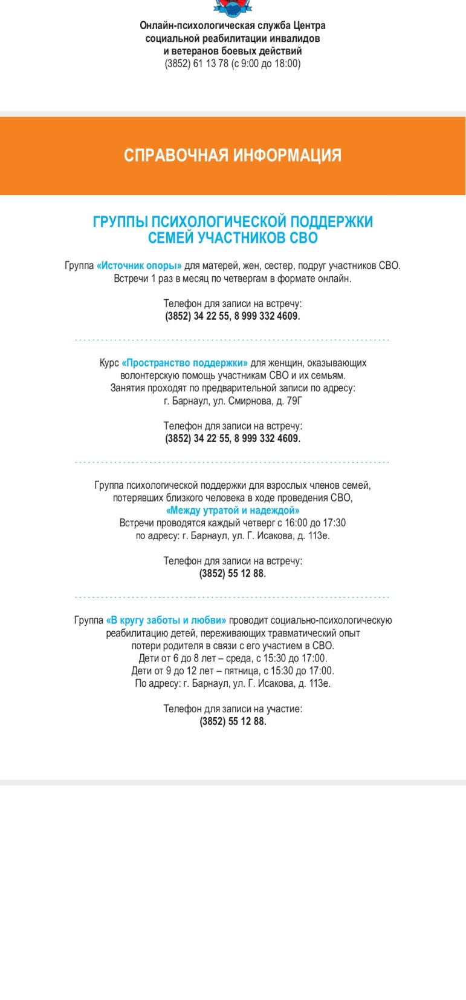 Онлайн-психологическая служба Центра
социальной реабилитации инвалидов
и ветеранов боевых действий
(3852) 61 13 78 (с 9:00 до 18:00)
СПРАВОЧНАЯ ИНФОРМАЦИЯ
ГРУППЫ ПСИХОЛОГИЧЕСКОЙ ПОДДЕРЖКИ
СЕМЕЙ УЧАСТНИКОВ СВО
Группа «Источник опоры» для матерей, жен, сестер, подруг участников СВО.
Встречи 1 раз в месяц по четвергам в формате онлайн.
Телефон для записи на встречу:
(3852) 34 22 55, 8 999 332 4609.
Курс «Пространство поддержки» для женщин, оказывающих
волонтерскую помощь участникам СВО и их семьям.
Занятия проходят по предварительной записи по адресу:
г. Барнаул, ул. Смирнова, д. 79Г
Телефон для записи на встречу:
(3852) 34 22 55, 8 999 332 4609.
Группа психологической поддержки для взрослых членов семей,
потерявших близкого человека в ходе проведения СВО,
«Между утратой и надеждой»
Встречи проводятся каждый четверг с 16:00 до 17:30
по адресу: г. Барнаул, ул. Г. Исакова, д. 113е.
Телефон для записи на встречу:
(3852) 55 12 88.
Группа «В кругу заботы и любви» проводит социально-психологическую
реабилитацию детей, переживающих травматический опыт
потери родителя в связи с его участием в СВО.
Дети от 6 до 8 лет – среда, с 15:30 до 17:00.
Дети от 9 до 12 лет – пятница, с 15:30 до 17:00.
По адресу: г. Барнаул, ул. Г. Исакова, д. 113е.
Телефон для записи на участие:
(3852) 55 12 88.